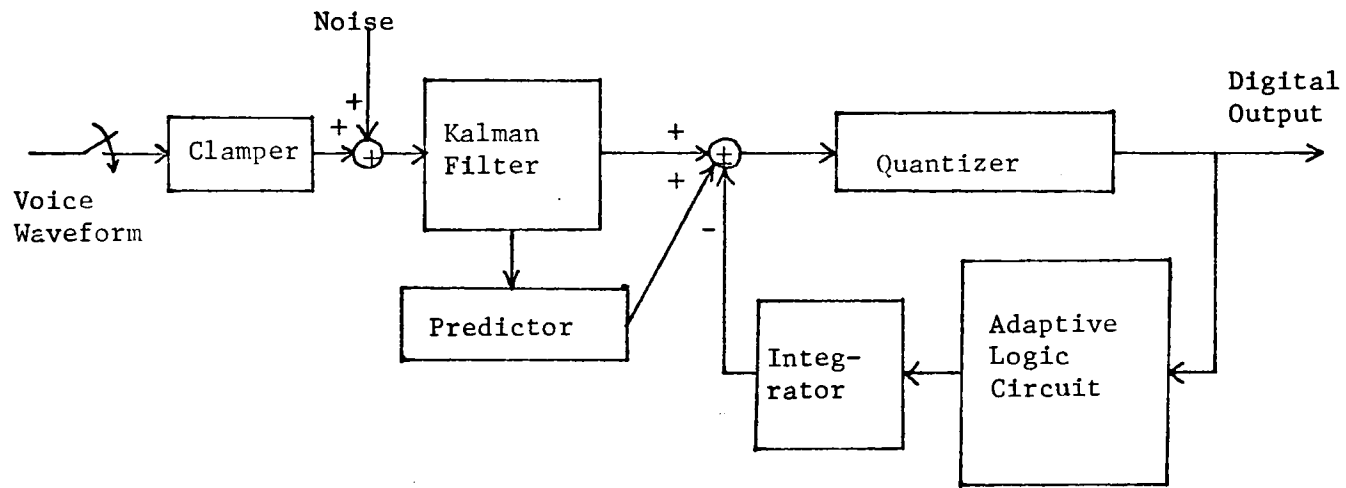 Noise
Digital
Output
+
+
+
Kalman
Filter
+
+
+
Clamper
Quantizer
Voice
Waveform
-
Predictor
Integ-
rator
Adaptive
Logic
Circuit